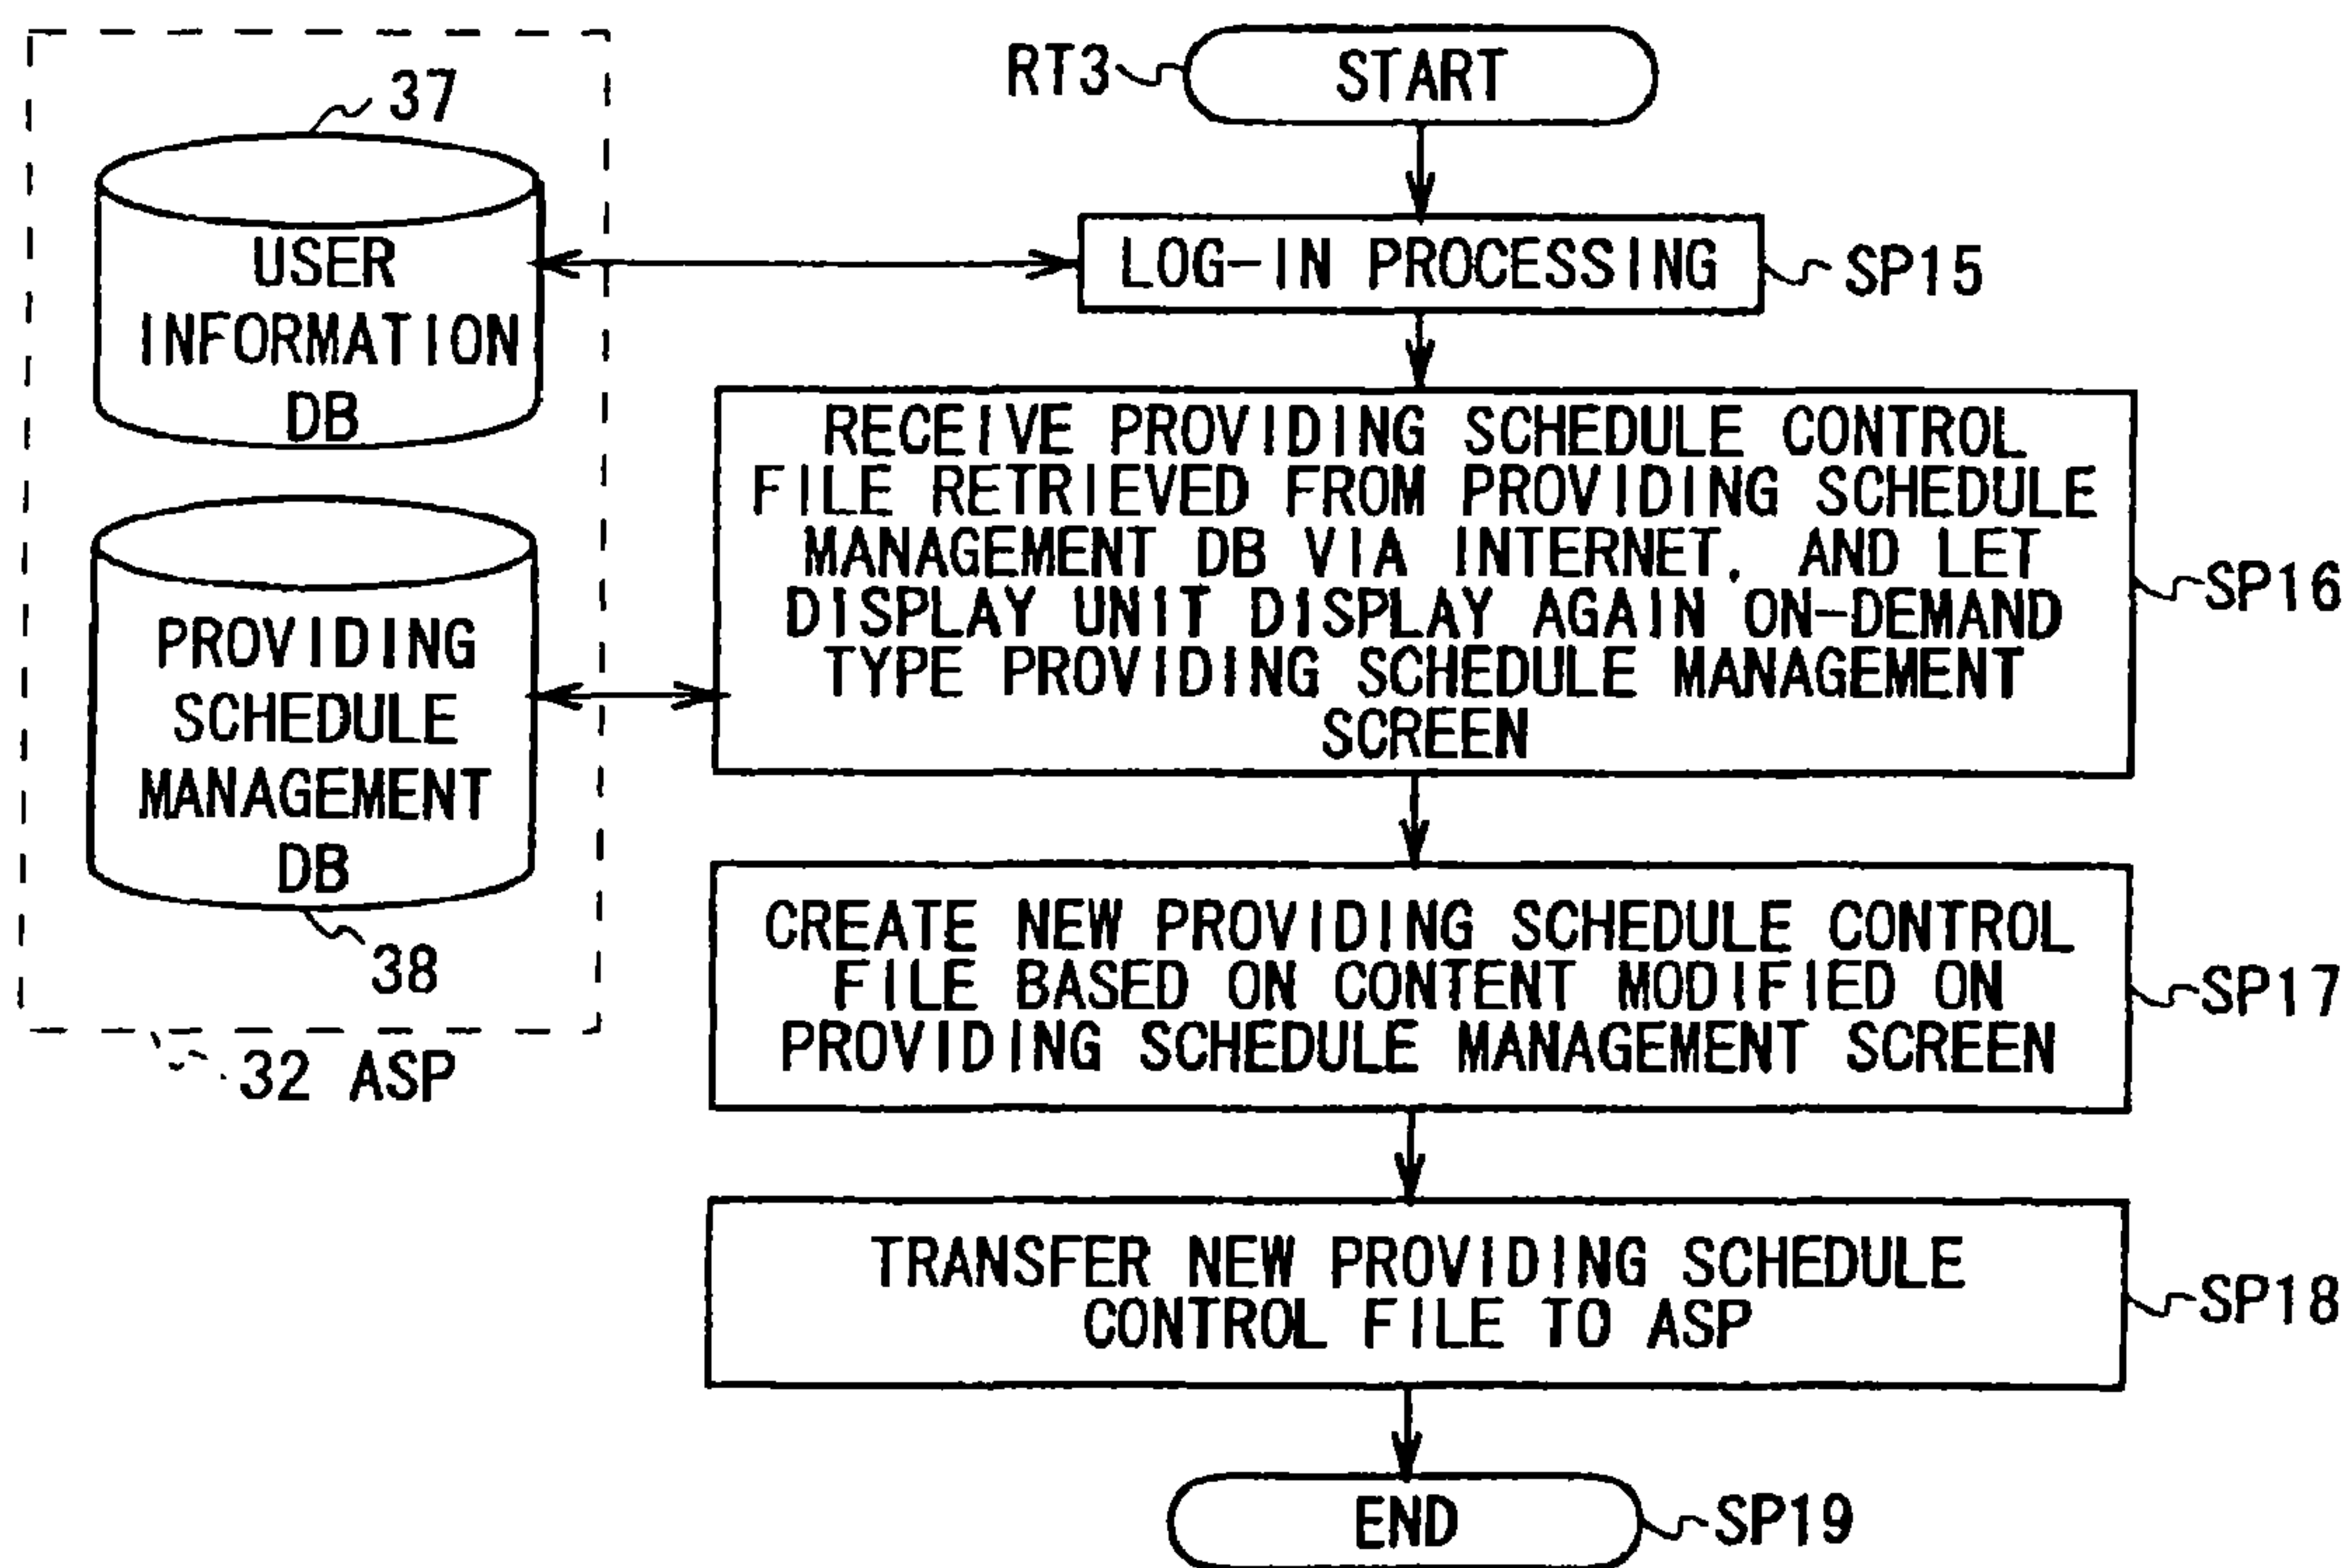 RT3
START
37
USER
INFORMATION
DB
LOG-IN PROCESSING
SP15
RECEIVE PROVIDING SCHEDULE CONTROL
FILE RETRIEVED FROM PROVIDING SCHEDULE
MANAGEMENT DB VIA INTERNET, AND LET
DISPLAY UNIT DISPLAY AGAIN ON-DEMAND
TYPE PROVIDING SCHEDULE MANAGEMENT
SCREEN
SP16
PROVIDING
SCHEDULE
MANAGEMENT
DB
38
32 ASP
CREATE NEW PROVIDING SCHEDULE CONTROL
FILE BASED ON CONTENT MODIFIED ON
PROVIDING SCHEDULE MANAGEMENT SCREEN
SP17
TRANSFER NEW PROVIDING SCHEDULE
CONTROL FILE TO ASP
SP18
END
SP19